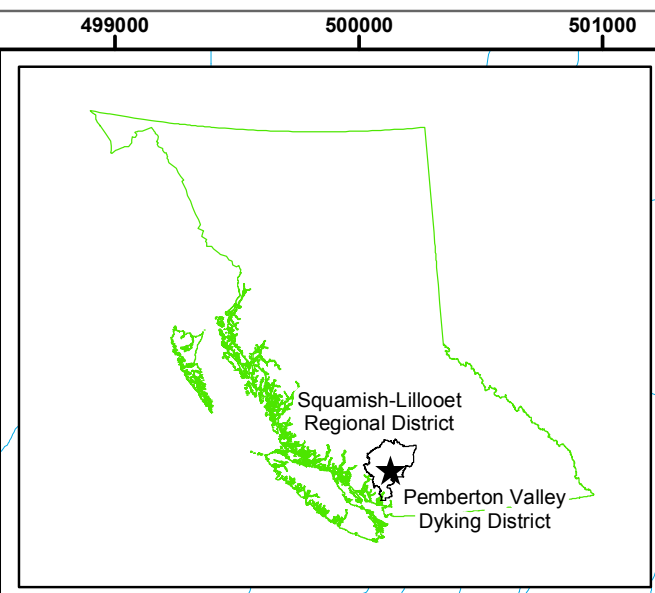 499000 500000 501000
Squamish-Lillooet
Regional District
Pemberton Valley
Dyking District